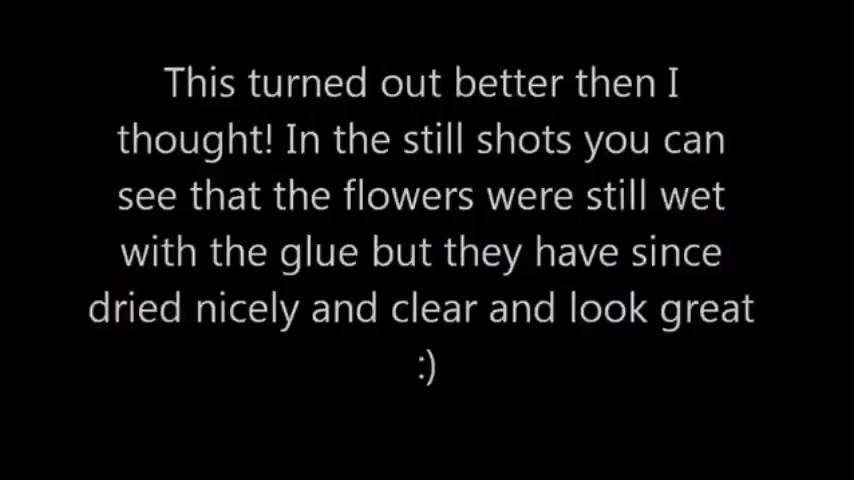 This turned out better then I
thought! In the still shots you can
see that the flowers were still wet
with the glue but they have since
dried nicely and clear and look great
:)